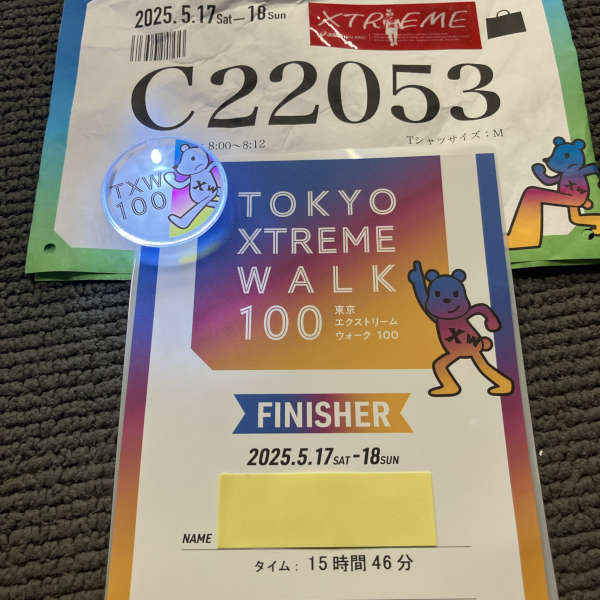 2025.5.17 Sat—18 Sun
XTREME
C22053
8:00~8:12
Tシャツサイズ：M
TXW
100
XW
TOKYO
XTREME
WALK
100
東京
エクストリーム
ウォーク 100
XW
FINISHER
2025.5.17 SAT-18 SUN
NAME
タイム： 15 時間 46 分